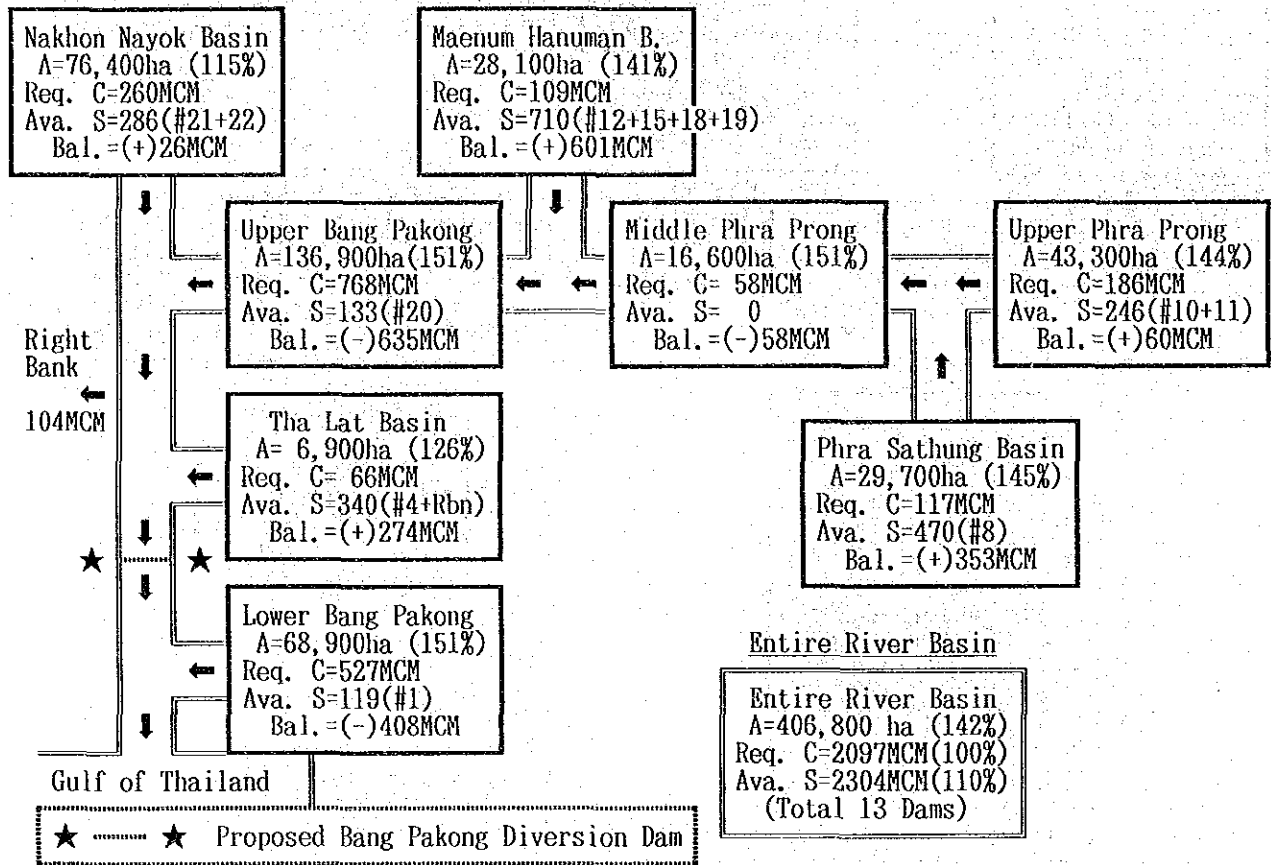 Nakhon Nayok Basin
A=76,400ha (115%)
Req. C=260MCM
Ava. S=286(#21+22)
Bal.=(+)26MCM
Maenum Hanuman B.
A=28,100ha (141%)
Req. C=109MCM
Ava. S=710(#12+15+18+19)
Bal.=(+)601MCM
Upper Bang Pakong
A=136,900ha(151%)
Req. C=768MCM
Ava. S=133(#20)
Bal.=(-)635MCM
Middle Phra Prong
A=16,600ha (151%)
Req. C= 58MCM
Ava. S= 0
Bal.=(-)58MCM
Upper Phra Prong
A=43,300ha (144%)
Req. C=186MCM
Ava. S=246(#10+11)
Bal.=(+)60MCM
Right
Bank
104MCM
Tha Lat Basin
A= 6,900ha (126%)
Req. C= 66MCM
Ava. S=340(#4+Rbn)
Bal.=(+)274MCM
Phra Sathung Basin
A=29,700ha (145%)
Req. C=117MCM
Ava. S=470(#8)
Bal.=(+)353MCM
Lower Bang Pakong
A=68,900ha (151%)
Req. C=527MCM
Ava. S=119(#1)
Bal.=(-)408MCM
Entire River Basin
Entire River Basin
A=406,800 ha (142%)
Req. C=2097MCM(100%)
Ava. S=2304MCM(110%)
(Total 13 Dams)
Gulf of Thailand
★ ┈┈ ★ Proposed Bang Pakong Diversion Dam